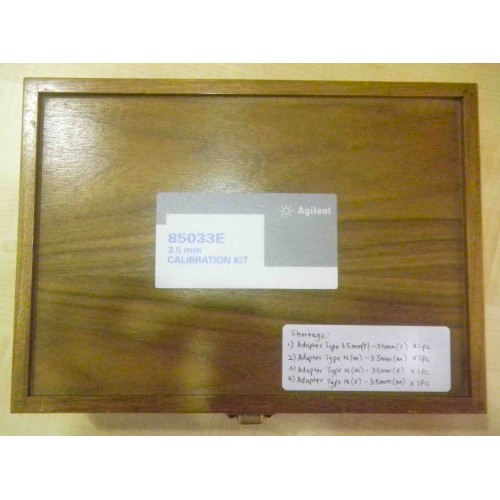 Agilent
85033E
3.5 mm
CALIBRATION KIT
Shortage:
1) Adapter Type 3.5mm(F) - 3.5mm(F) x 1pc
2) Adapter Type N (M) - 3.5mm (M) x 1pc
3) Adapter Type N (M) - 3.5mm (F) x 1pc
4) Adapter Type N (F) - 3.5mm (M) x 1pc